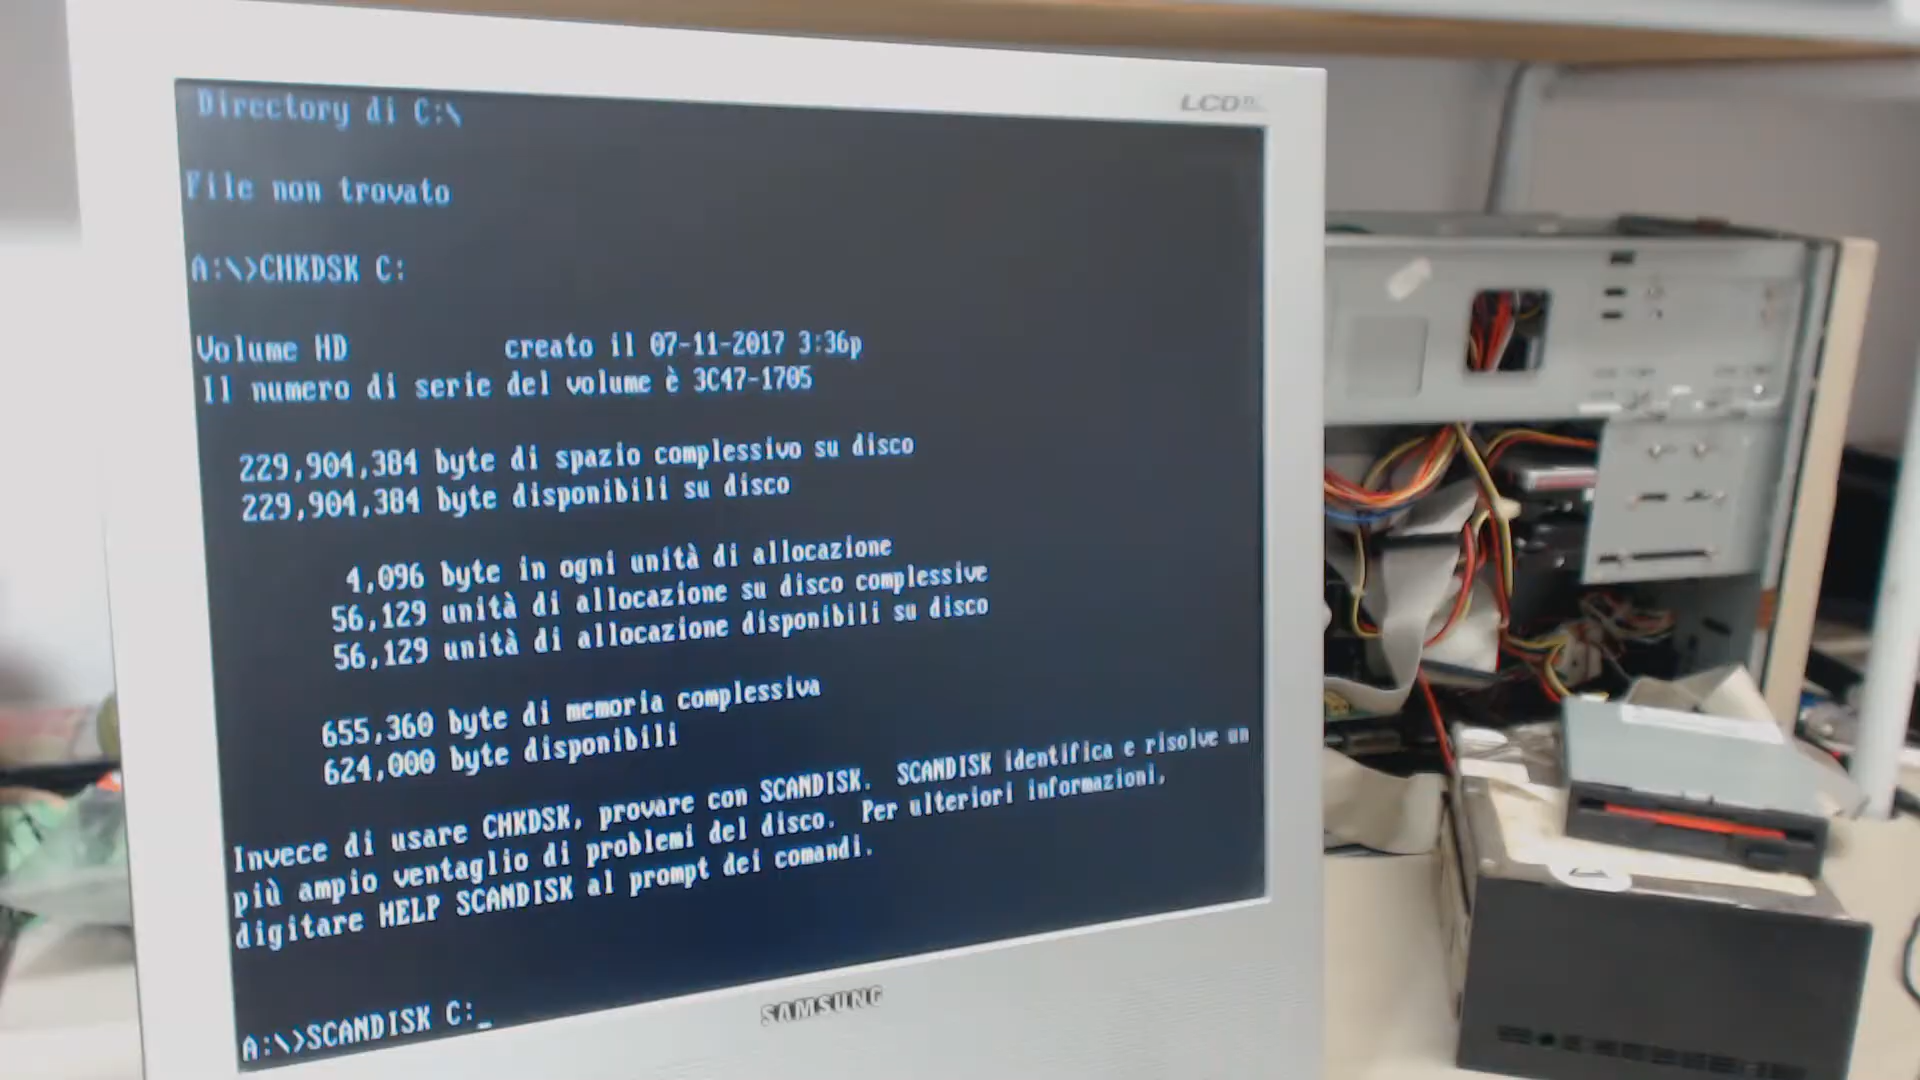 LCD
Directory di C:\
File non trovato
A:\>CHKDSK C:
Volume HD creato il 07-11-2017 3:36p
Il numero di serie del volume è 3C47-1705
229,904,384 byte di spazio complessivo su disco
229,904,384 byte disponibili su disco
4,096 byte in ogni unità di allocazione
56,129 unità di allocazione su disco complessive
56,129 unità di allocazione disponibili su disco
655,360 byte di memoria complessiva
624,000 byte disponibili
Invece di usare CHKDSK, provare con SCANDISK. SCANDISK identifica e risolve un
più ampio ventaglio di problemi del disco. Per ulteriori informazioni,
digitare HELP SCANDISK al prompt dei comandi.
A:\>SCANDISK C:_
SAMSUNG